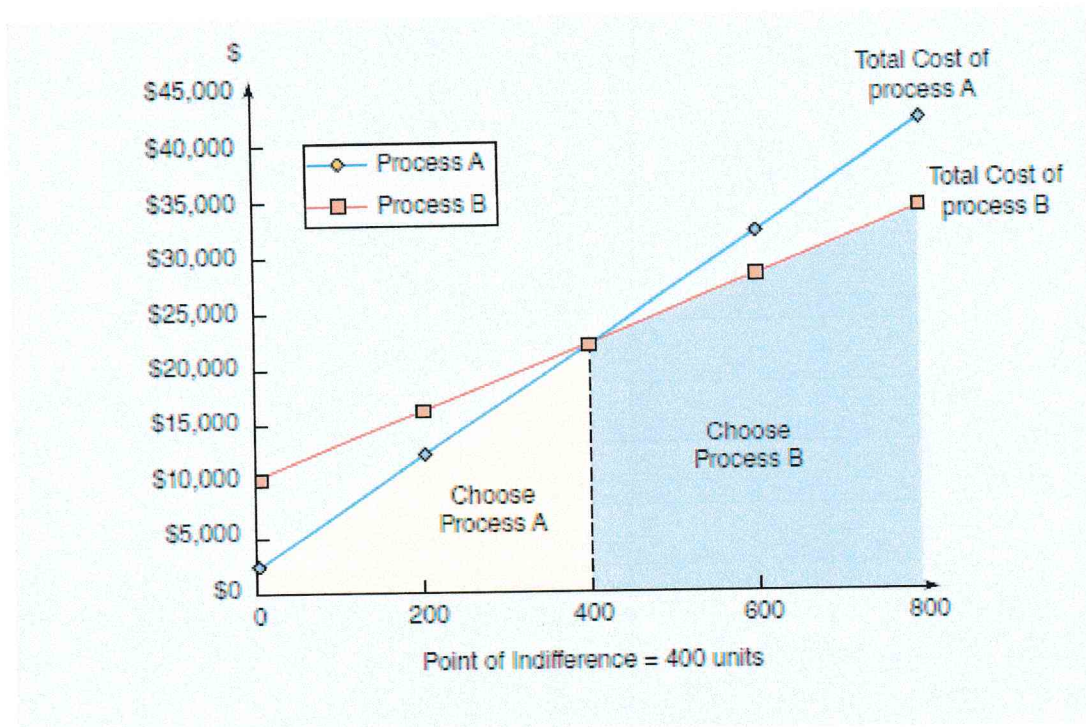 $
$45,000
$40,000
$35,000
$30,000
$25,000
$20,000
$15,000
$10,000
$5,000
$0
Process A
Process B
Total Cost of
process A
Total Cost of
process B
Choose
Process A
Choose
Process B
0
200
400
600
800
Point of Indifference = 400 units